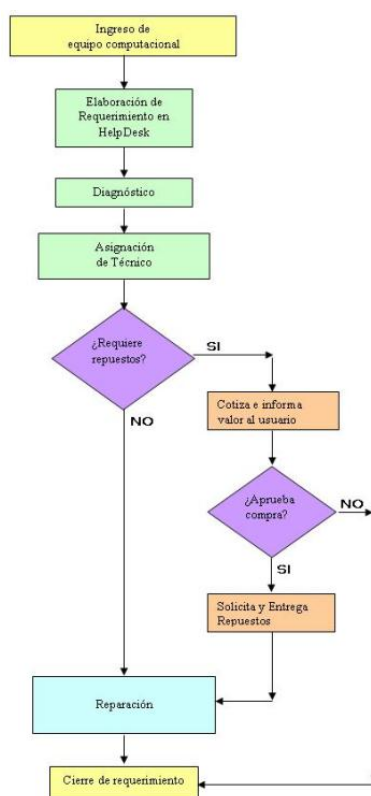 Ingreso de
equipo computacional
Elaboración de
Requerimiento en
HelpDesk
Diagnóstico
Asignación
de Técnico
¿Requiere
repuestos?
SI
NO
Cotiza e informa
valor al usuario
¿Aprueba
compra?
NO
SI
Solicita y Entrega
Repuestos
Reparación
Cierre de requerimiento